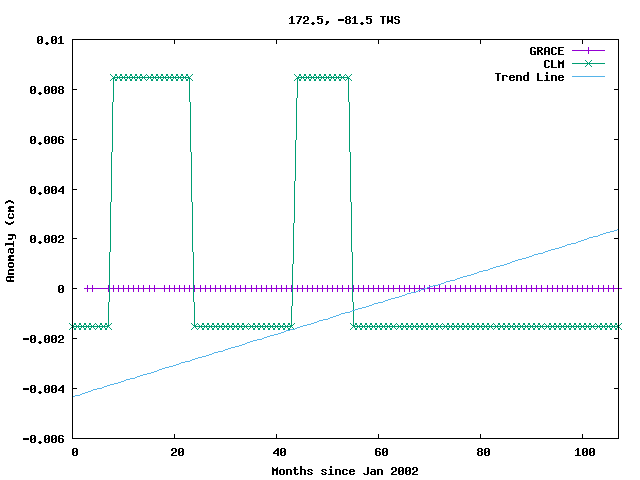 172.5, -81.5 TWS
GRACE
CLM
Trend Line
0.01
0.008
0.006
0.004
0.002
0
-0.002
-0.004
-0.006
Anomaly (cm)
0 20 40 60 80 100
Months since Jan 2002